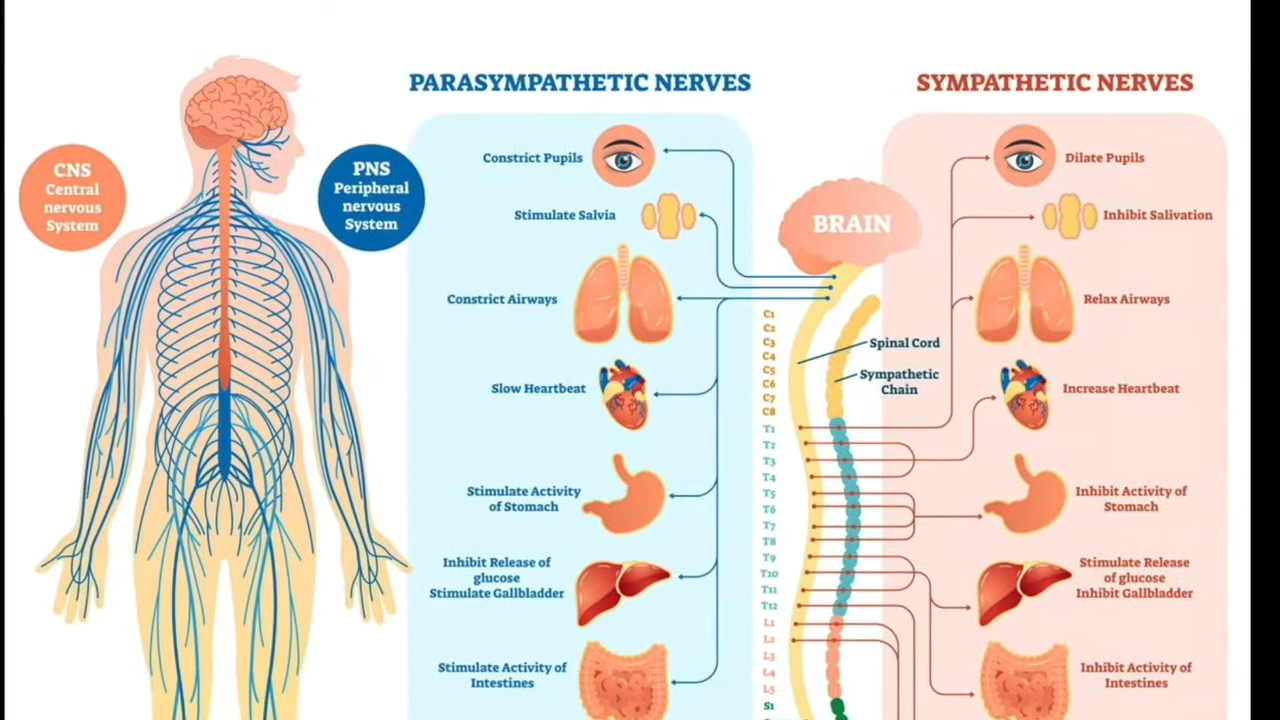 PARASYMPATHETIC NERVES
SYMPATHETIC NERVES
CNS
Central
nervous
System
PNS
Peripheral
nervous
System
Constrict Pupils
Stimulate Salvia
Constrict Airways
Slow Heartbeat
Stimulate Activity
of Stomach
Inhibit Release of
glucose
Stimulate Gallbladder
Stimulate Activity of
Intestines
BRAIN
C1
C2
C3
C4
C5
C6
C7
C8
T1
T2
T3
T4
T5
T6
T7
T8
T9
T10
T11
T12
L1
L2
L3
L4
L5
S1
Spinal Cord
Sympathetic
Chain
Dilate Pupils
Inhibit Salivation
Relax Airways
Increase Heartbeat
Inhibit Activity of
Stomach
Stimulate Release
of glucose
Inhibit Gallbladder
Inhibit Activity of
Intestines